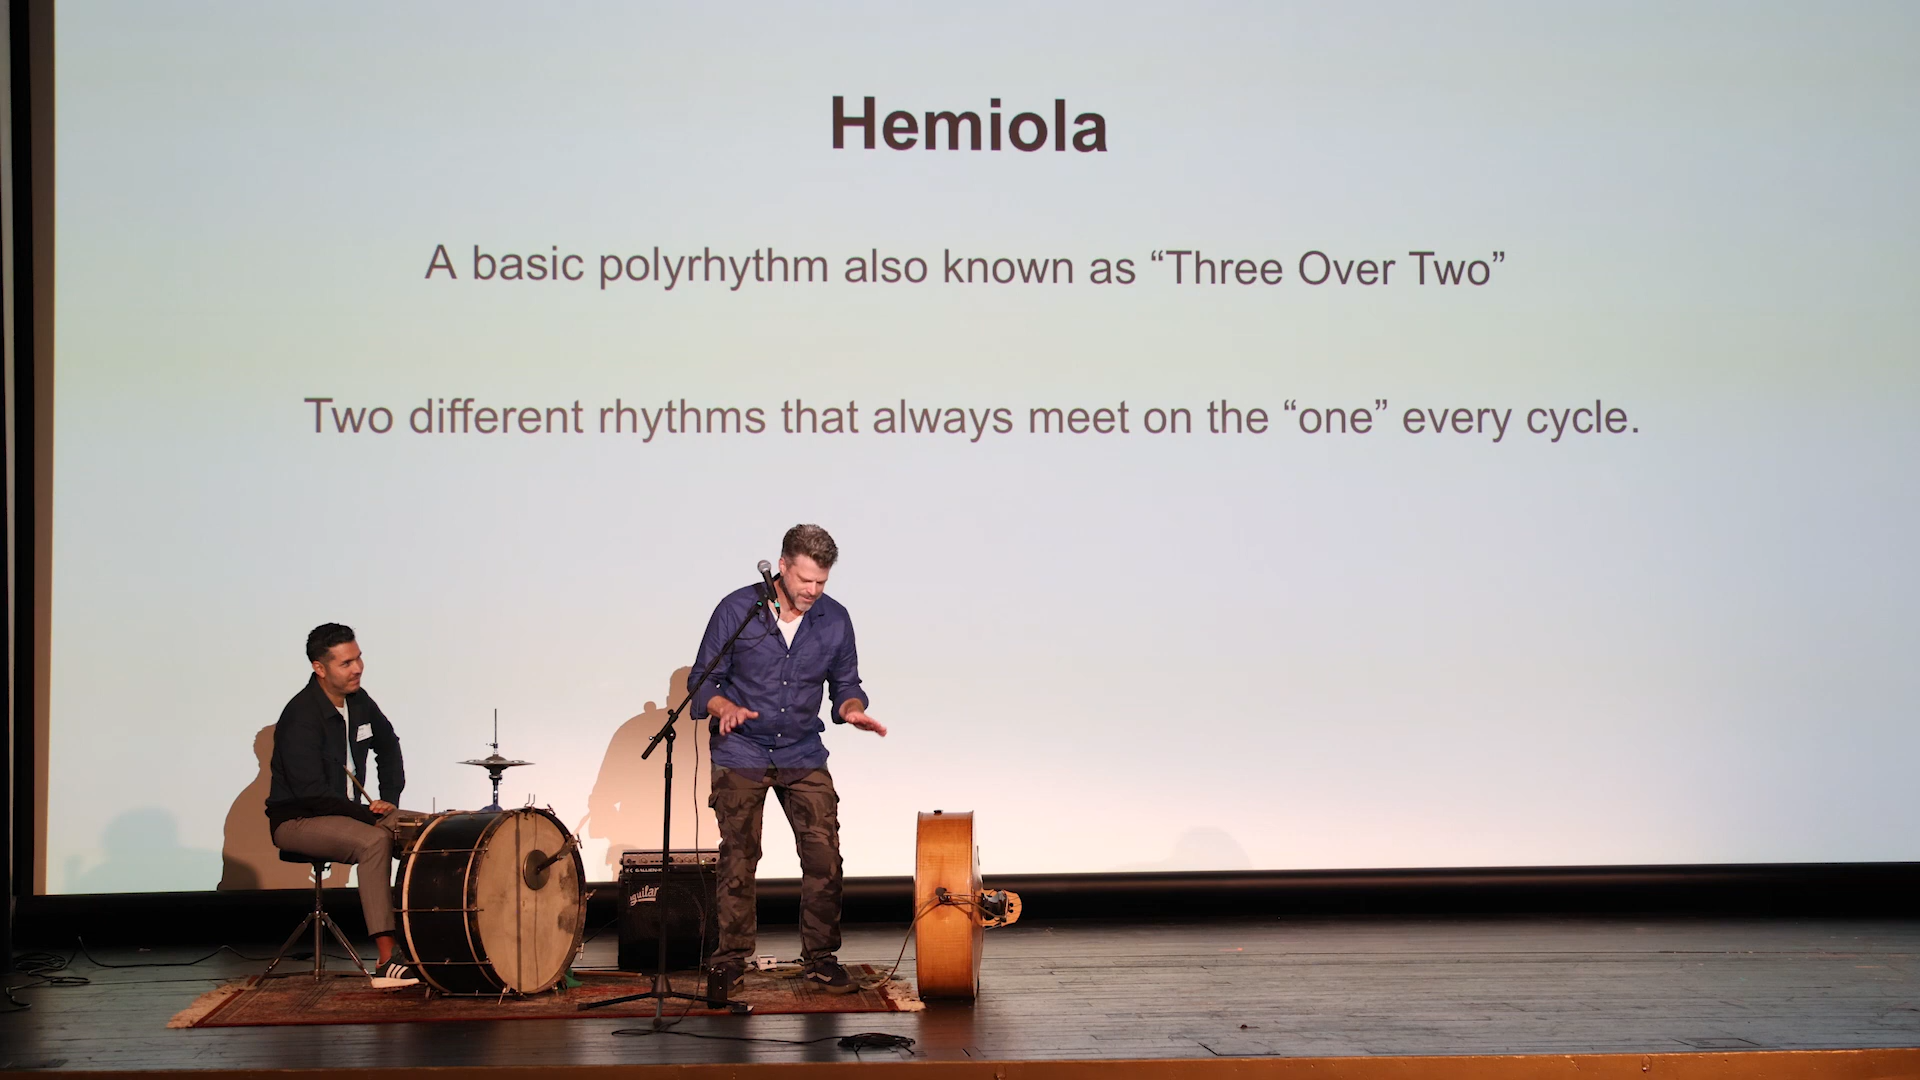 Hemiola
A basic polyrhythm also known as “Three Over Two”
Two different rhythms that always meet on the “one” every cycle.